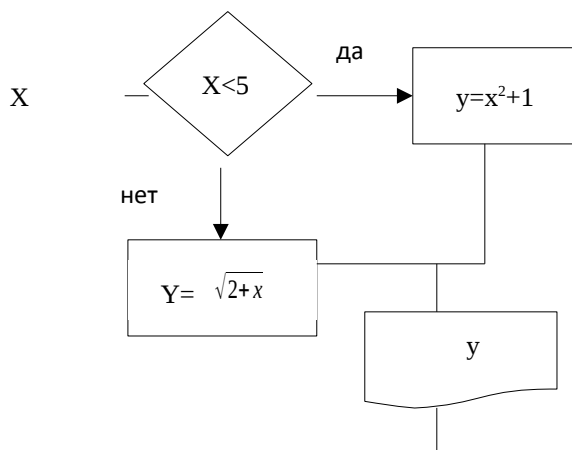 да
X
X<5
y=x²+1
нет
Y= √2+x
y